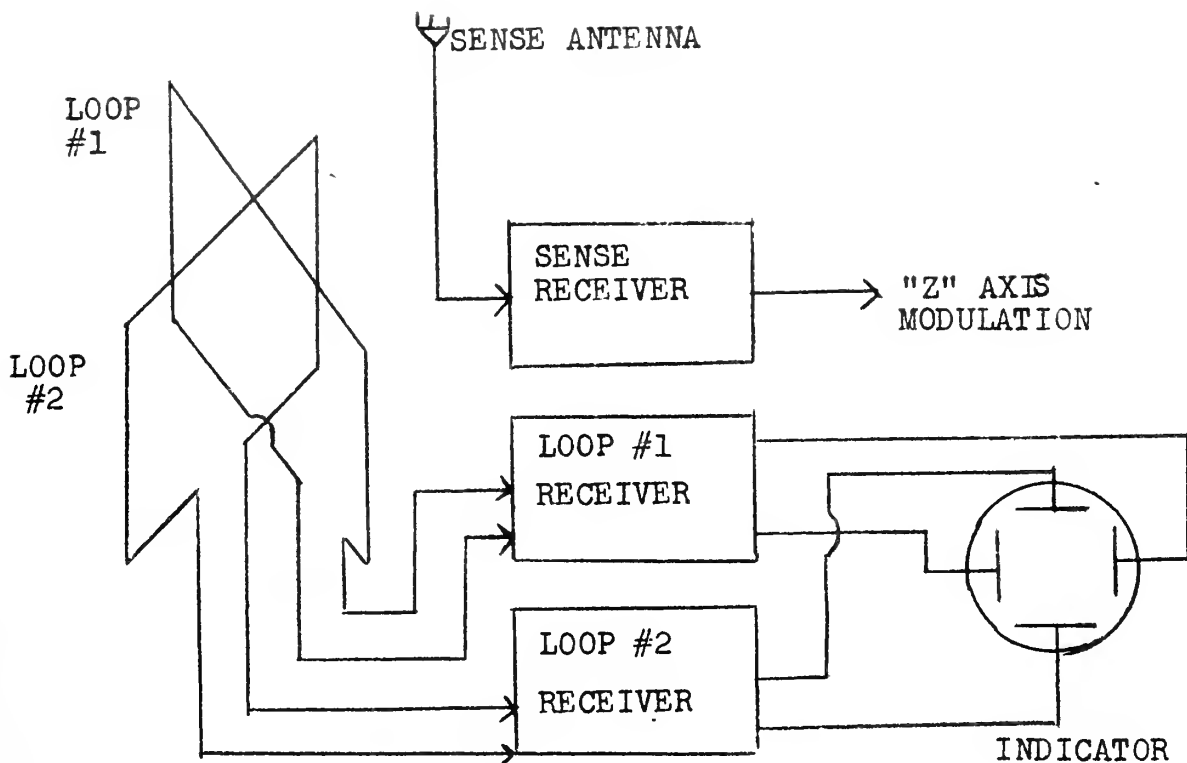 SENSE ANTENNA
LOOP
#1
SENSE
RECEIVER
"Z" AXIS
MODULATION
LOOP
#2
LOOP #1
RECEIVER
LOOP #2
RECEIVER
INDICATOR